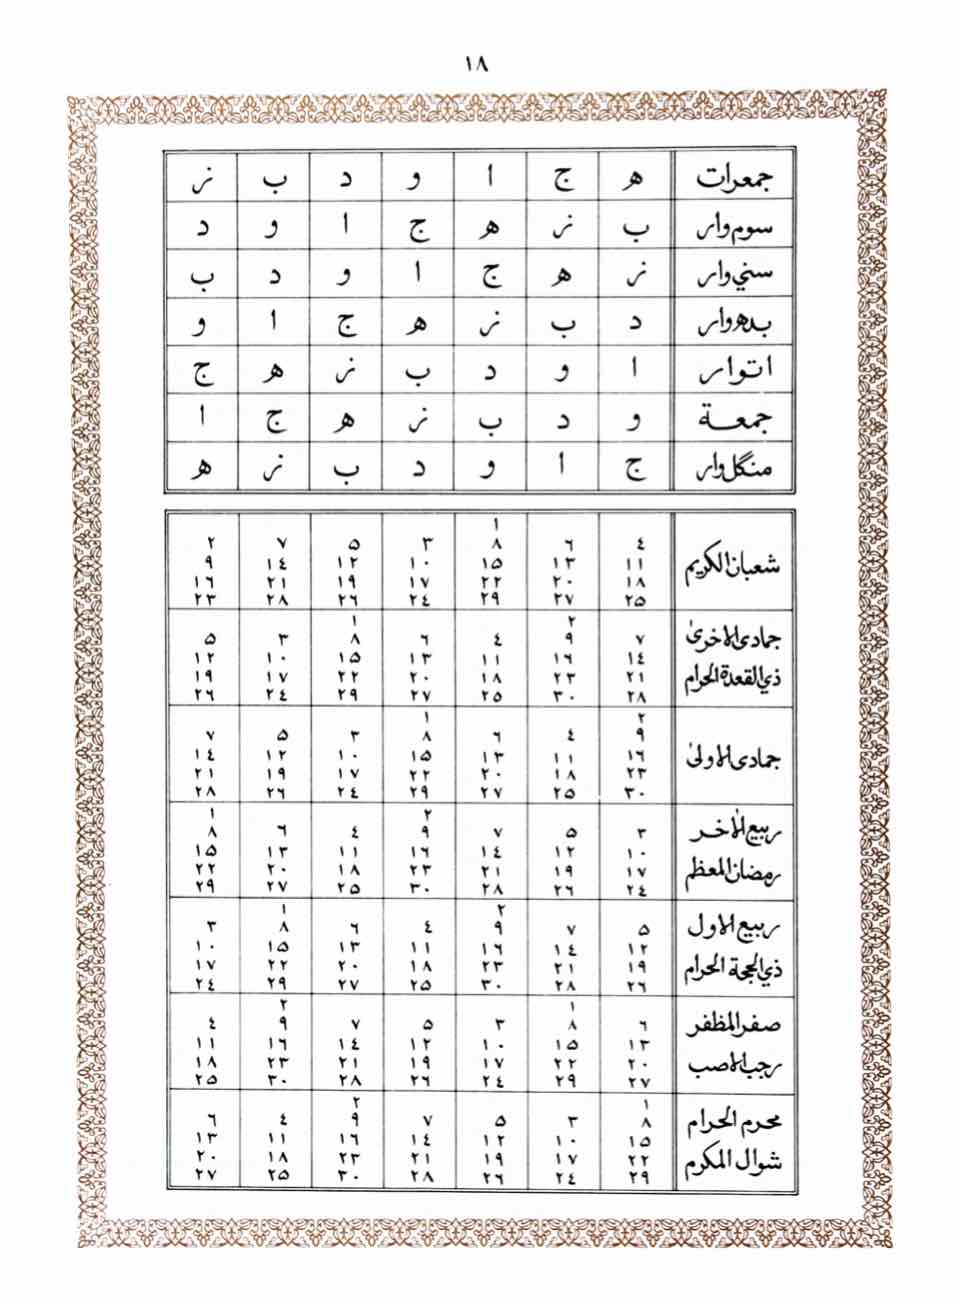 ١٨
جمعرات ه ج ا و د ب ز
سوم وار ب ز ه ج ا و د
سني وار ز ه ج ا و د ب
بدهوار د ب ز ه ج ا و
اتوار ا و د ب ز ه ج
جمعة و د ب ز ه ج ا
منگل وار ج ا و د ب ز ه
شعبان الكريم
١
٤ ٦ ٨ ٣ ٥ ٧ ٢
١١ ١٣ ١٥ ١٠ ١٢ ١٤ ٩
١٨ ٢٠ ٢٢ ١٧ ١٩ ٢١ ١٦
٢٥ ٢٧ ٢٩ ٢٤ ٢٦ ٢٨ ٢٣
جمادى الاخرىٰ
ذي القعدة الحرام
٢ ١
٧ ٩ ٤ ٦ ٨ ٣ ٥
١٤ ١٦ ١١ ١٣ ١٥ ١٠ ١٢
٢١ ٢٣ ١٨ ٢٠ ٢٢ ١٧ ١٩
٢٨ ٣٠ ٢٥ ٢٧ ٢٩ ٢٤ ٢٦
جمادى الاولىٰ
٢ ١
٩ ٤ ٦ ٨ ٣ ٥ ٧
١٦ ١١ ١٣ ١٥ ١٠ ١٢ ١٤
٢٣ ١٨ ٢٠ ٢٢ ١٧ ١٩ ٢١
٣٠ ٢٥ ٢٧ ٢٩ ٢٤ ٢٦ ٢٨
ربيع الاخر
رمضان المعظم
٢ ١
٣ ٥ ٧ ٩ ٤ ٦ ٨
١٠ ١٢ ١٤ ١٦ ١١ ١٣ ١٥
١٧ ١٩ ٢١ ٢٣ ١٨ ٢٠ ٢٢
٢٤ ٢٦ ٢٨ ٣٠ ٢٥ ٢٧ ٢٩
ربيع الاول
ذي الحجة الحرام
٢ ١
٥ ٧ ٩ ٤ ٦ ٨ ٣
١٢ ١٤ ١٦ ١١ ١٣ ١٥ ١٠
١٩ ٢١ ٢٣ ١٨ ٢٠ ٢٢ ١٧
٢٦ ٢٨ ٣٠ ٢٥ ٢٧ ٢٩ ٢٤
صفر المظفر
رجب الاصب
١ ٢
٦ ٨ ٣ ٥ ٧ ٩ ٤
١٣ ١٥ ١٠ ١٢ ١٤ ١٦ ١١
٢٠ ٢٢ ١٧ ١٩ ٢١ ٢٣ ١٨
٢٧ ٢٩ ٢٤ ٢٦ ٢٨ ٣٠ ٢٥
محرم الحرام
شوال المكرم
١ ٢
٨ ٣ ٥ ٧ ٩ ٤ ٦
١٥ ١٠ ١٢ ١٤ ١٦ ١١ ١٣
٢٢ ١٧ ١٩ ٢١ ٢٣ ١٨ ٢٠
٢٩ ٢٤ ٢٦ ٢٨ ٣٠ ٢٥ ٢٧